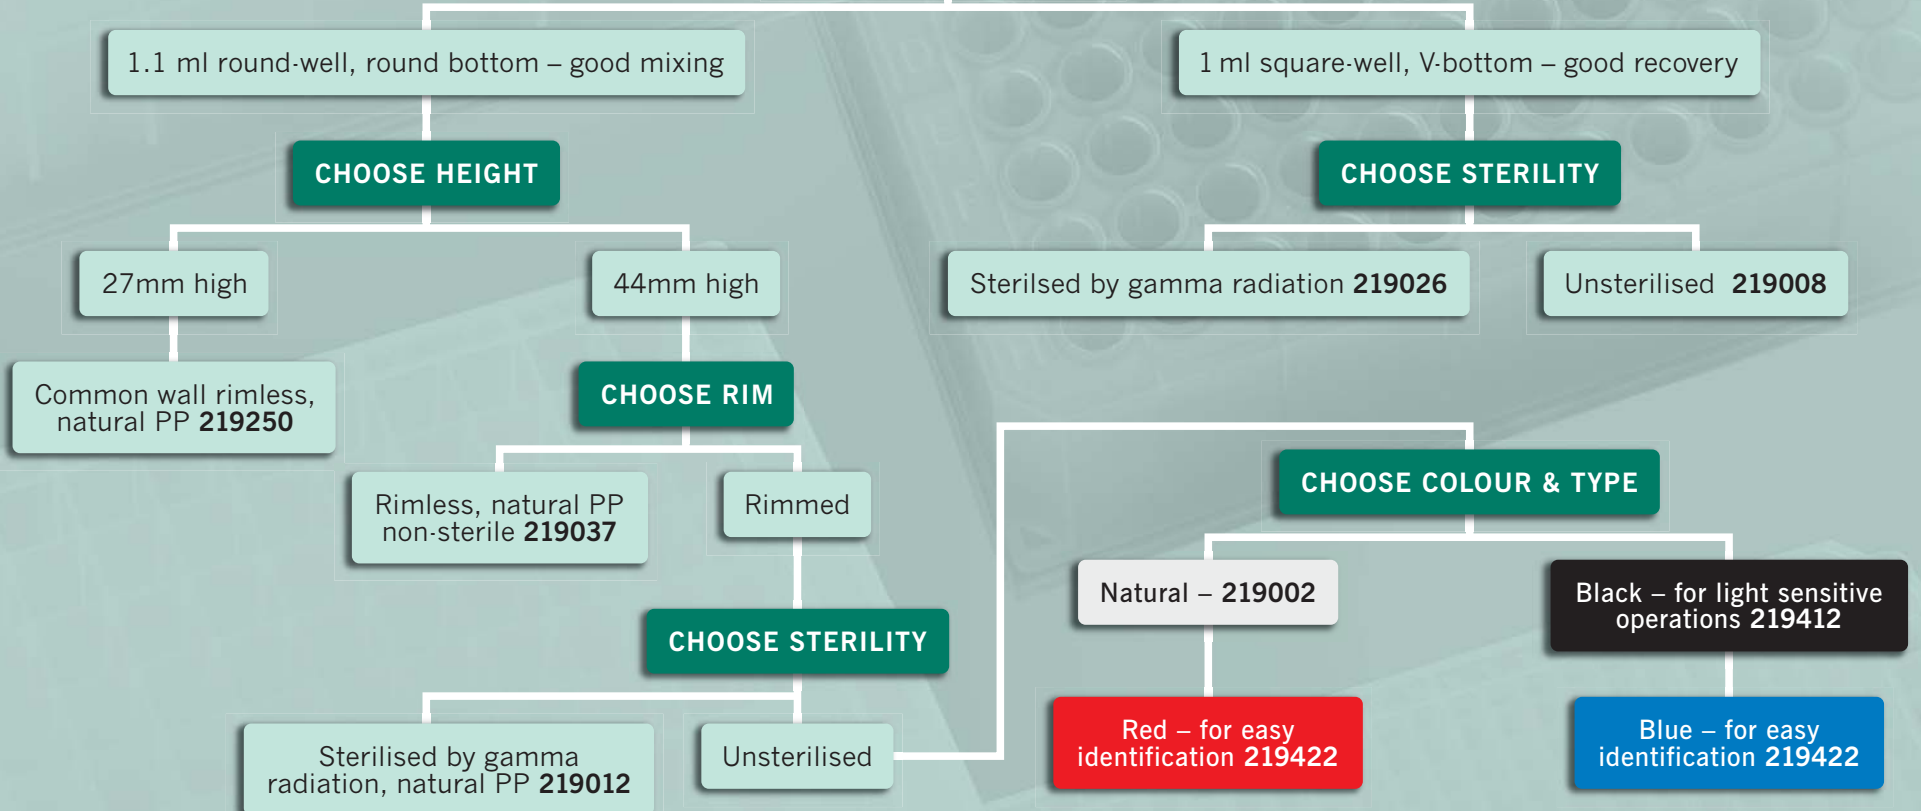 1.1 ml round-well, round bottom – good mixing
1 ml square-well, V-bottom – good recovery
CHOOSE HEIGHT
CHOOSE STERILITY
27mm high
44mm high
Sterilsed by gamma radiation 219026
Unsterilised 219008
Common wall rimless,
natural PP 219250
CHOOSE RIM
Rimless, natural PP
non-sterile 219037
Rimmed
CHOOSE COLOUR & TYPE
Natural – 219002
Black – for light sensitive
operations 219412
CHOOSE STERILITY
Sterilised by gamma
radiation, natural PP 219012
Unsterilised
Red – for easy
identification 219422
Blue – for easy
identification 219422